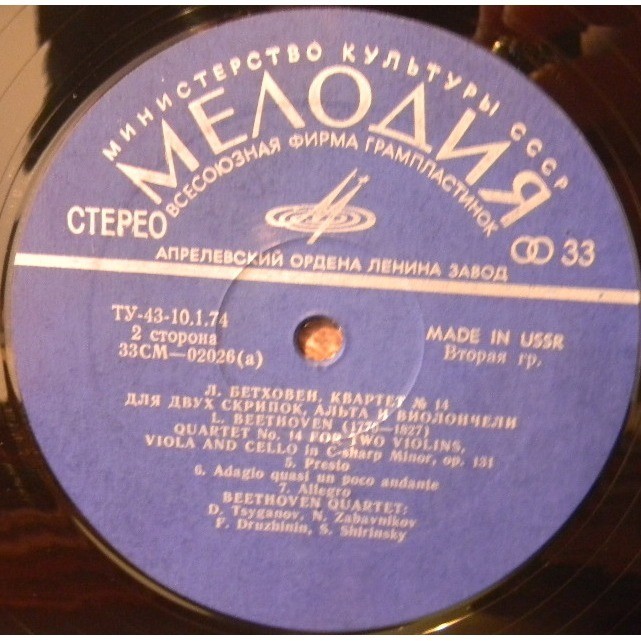 МИНИСТЕРСТВО КУЛЬТУРЫ СССР
МЕЛОДИЯ
ВСЕСОЮЗНАЯ ФИРМА ГРАМПЛАСТИНОК
СТЕРЕО
33
АПРЕЛЕВСКИЙ ОРДЕНА ЛЕНИНА ЗАВОД
ТУ-43-10.1.74
2 сторона
33СМ—02026(а)
MADE IN USSR
Вторая гр.
Л. БЕТХОВЕН. КВАРТЕТ № 14
ДЛЯ ДВУХ СКРИПОК, АЛЬТА И ВИОЛОНЧЕЛИ
L. BEETHOVEN (1770—1827)
QUARTET No. 14 FOR TWO VIOLINS,
VIOLA AND CELLO in C-sharp Minor, op. 131
5. Presto
6. Adagio quasi un poco andante
7. Allegro
BEETHOVEN QUARTET:
D. Tsyganov, N. Zabavnikov
F. Druzhinin, S. Shirinsky